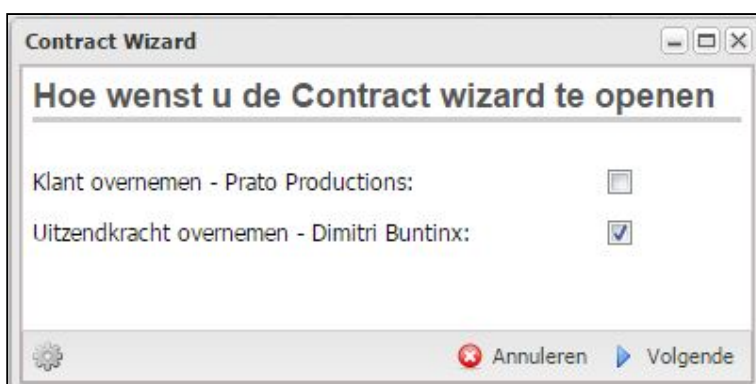 Contract Wizard
Hoe wenst u de Contract wizard te openen
Klant overnemen - Prato Productions:
Uitzendkracht overnemen - Dimitri Buntinx:
Annuleren Volgende